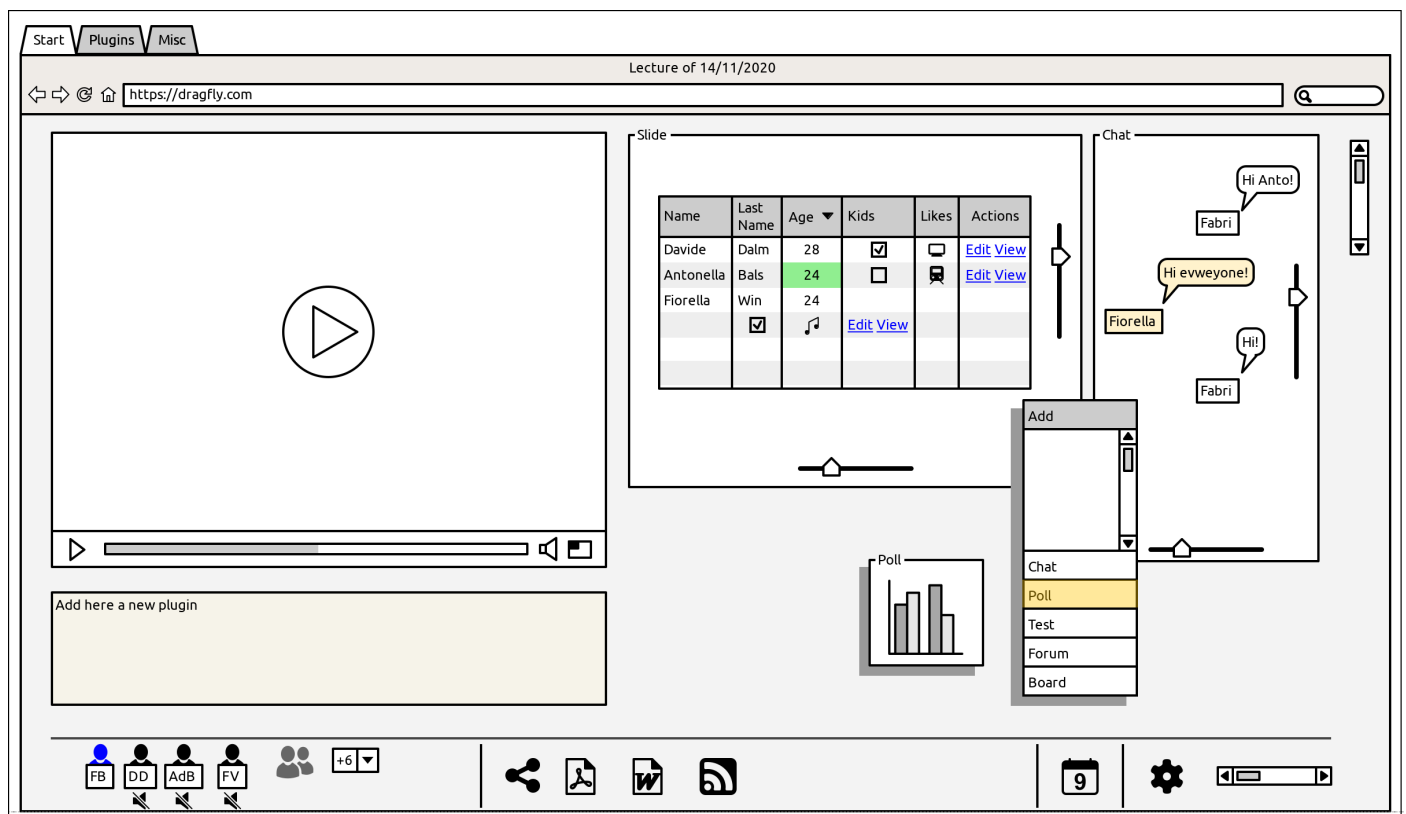 Start Plugins Misc
Lecture of 14/11/2020
https://dragfly.com
Slide
Name Last Name Age Kids Likes Actions
Davide Dalm 28 Edit View
Antonella Bals 24 Edit View
Fiorella Win 24
Edit View
Chat
Hi Anto!
Fabri
Hi evweyone!
Fiorella
Hi!
Fabri
Add
Chat
Poll
Test
Forum
Board
Poll
Add here a new plugin
FB DD AdB FV +6 W 9